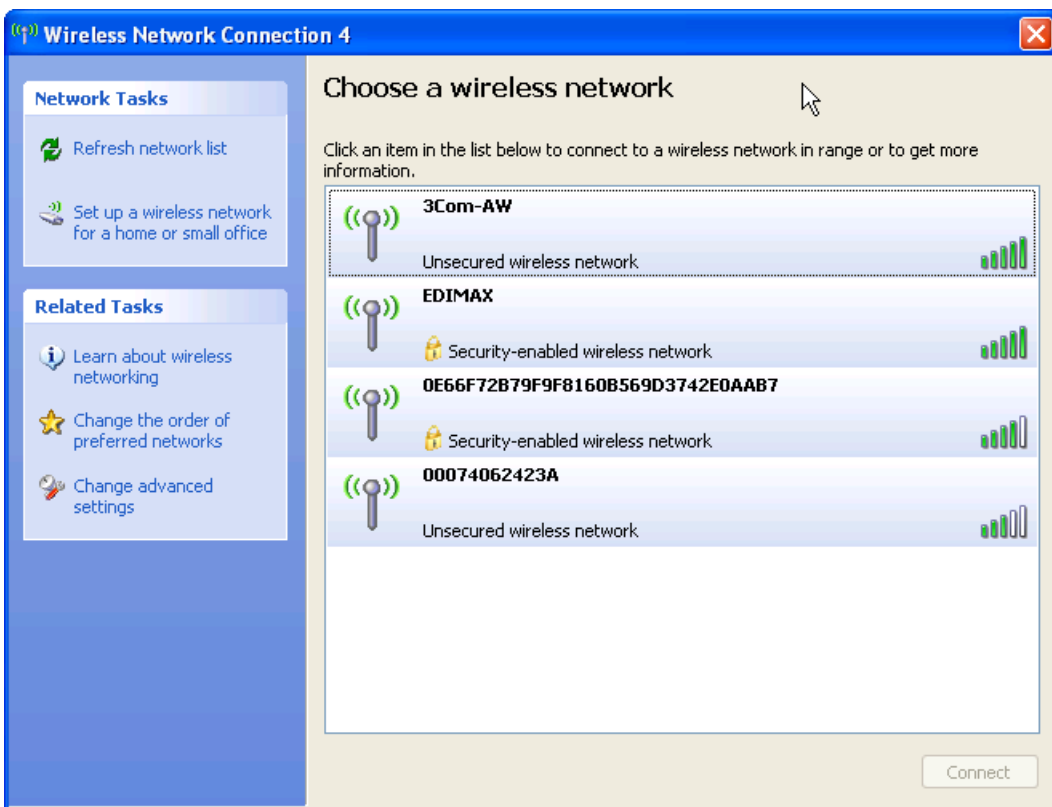 Wireless Network Connection 4
Network Tasks
Refresh network list
Set up a wireless network
for a home or small office
Related Tasks
Learn about wireless
networking
Change the order of
preferred networks
Change advanced
settings
Choose a wireless network
Click an item in the list below to connect to a wireless network in range or to get more
information.
3Com-AW
Unsecured wireless network
EDIMAX
Security-enabled wireless network
0E66F72B79F9F8160B569D3742E0AAB7
Security-enabled wireless network
00074062423A
Unsecured wireless network
Connect